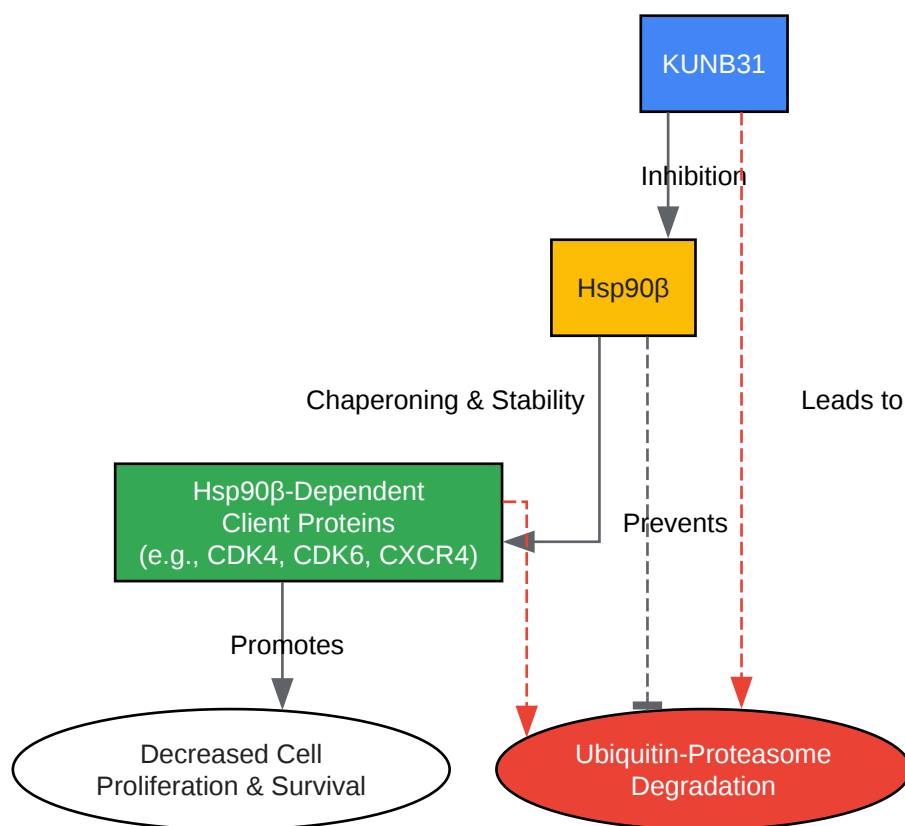 KUNB31
Inhibition
Hsp90β
Chaperoning & Stability
Leads to
Hsp90β-Dependent
Client Proteins
(e.g., CDK4, CDK6, CXCR4)
Prevents
Promotes
Decreased Cell
Proliferation & Survival
Ubiquitin-Proteasome
Degradation